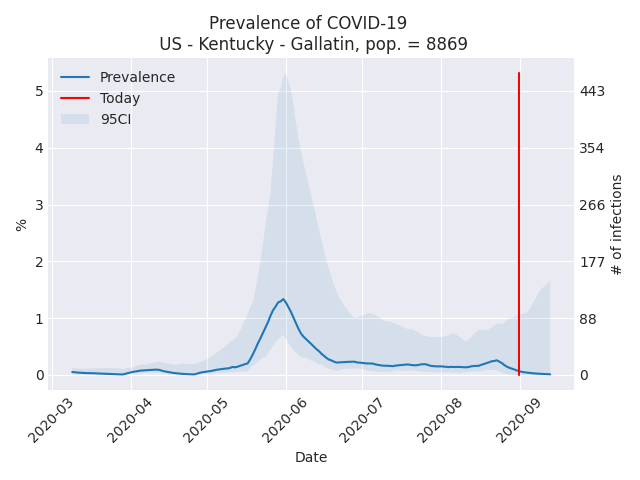 Prevalence of COVID-19
US - Kentucky - Gallatin, pop. = 8869
Prevalence
Today
95CI
5
4
3
2
1
0
%
443
354
266
177
88
0
# of infections
2020-03
2020-04
2020-05
2020-06
2020-07
2020-08
2020-09
Date